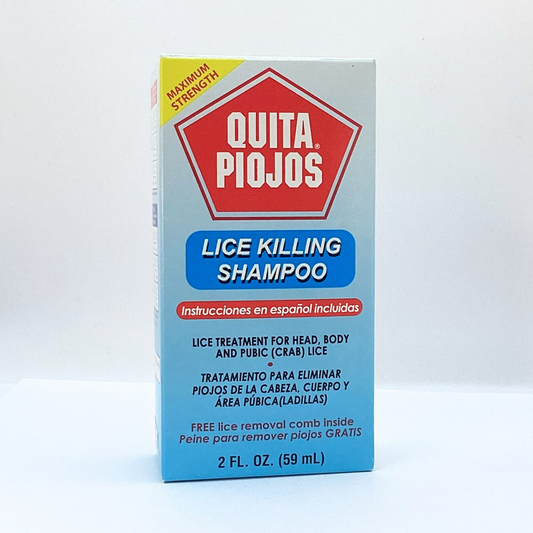 MAXIMUM
STRENGTH
QUITA
PIOJOS®
LICE KILLING
SHAMPOO
Instrucciones en español incluidas
LICE TREATMENT FOR HEAD, BODY
AND PUBIC (CRAB) LICE
•
TRATAMIENTO PARA ELIMINAR
PIOJOS DE LA CABEZA, CUERPO Y
ÁREA PÚBICA(LADILLAS)
FREE lice removal comb inside
Peine para remover piojos GRATIS
2 FL. OZ. (59 mL)